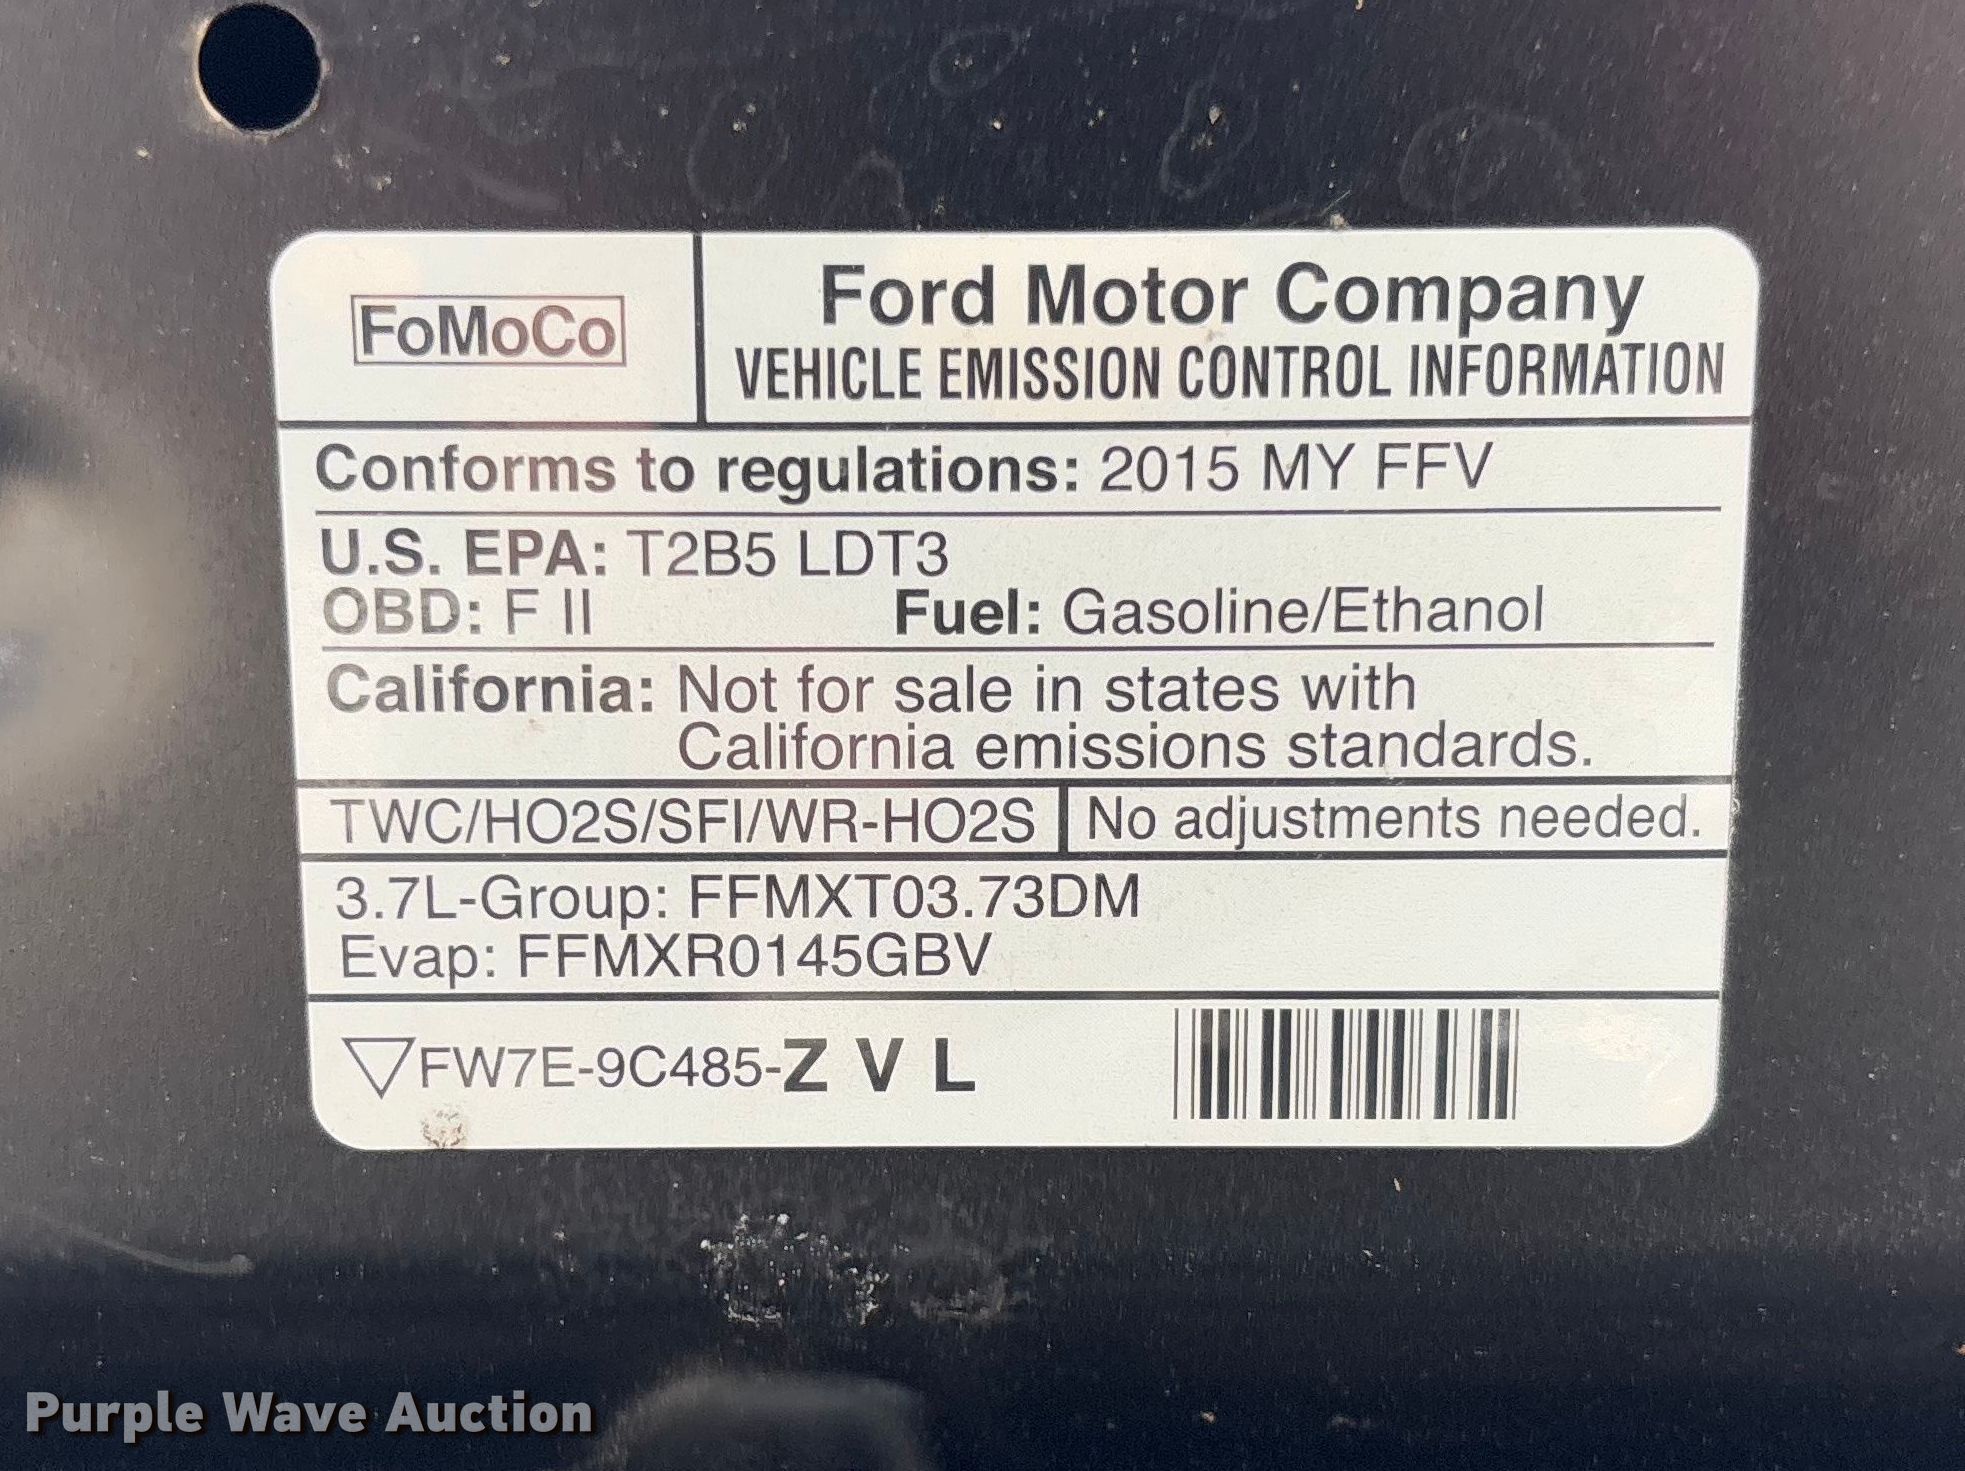 FoMoCo
Ford Motor Company
VEHICLE EMISSION CONTROL INFORMATION
Conforms to regulations: 2015 MY FFV
U.S. EPA: T2B5 LDT3
OBD: F II Fuel: Gasoline/Ethanol
California: Not for sale in states with
California emissions standards.
TWC/HO2S/SFI/WR-HO2S No adjustments needed.
3.7L-Group: FFMXT03.73DM
Evap: FFMXR0145GBV
FW7E-9C485-Z V L
Purple Wave Auction